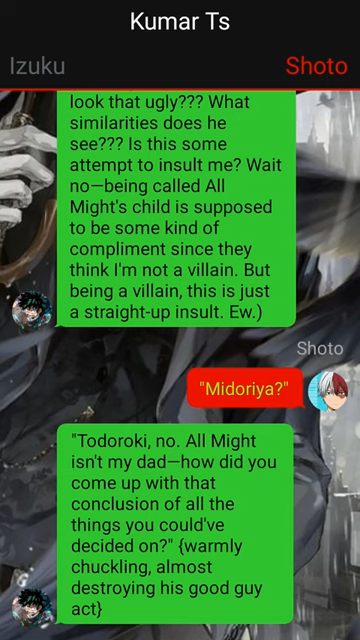 Kumar Ts
Izuku
Shoto
look that ugly??? What
similarities does he
see??? Is this some
attempt to insult me? Wait
no—being called All
Might's child is supposed
to be some kind of
compliment since they
think I'm not a villain. But
being a villain, this is just
a straight-up insult. Ew.)
Shoto
"Midoriya?"
"Todoroki, no. All Might
isn't my dad—how did you
come up with that
conclusion of all the
things you could've
decided on?" {warmly
chuckling, almost
destroying his good guy
act}